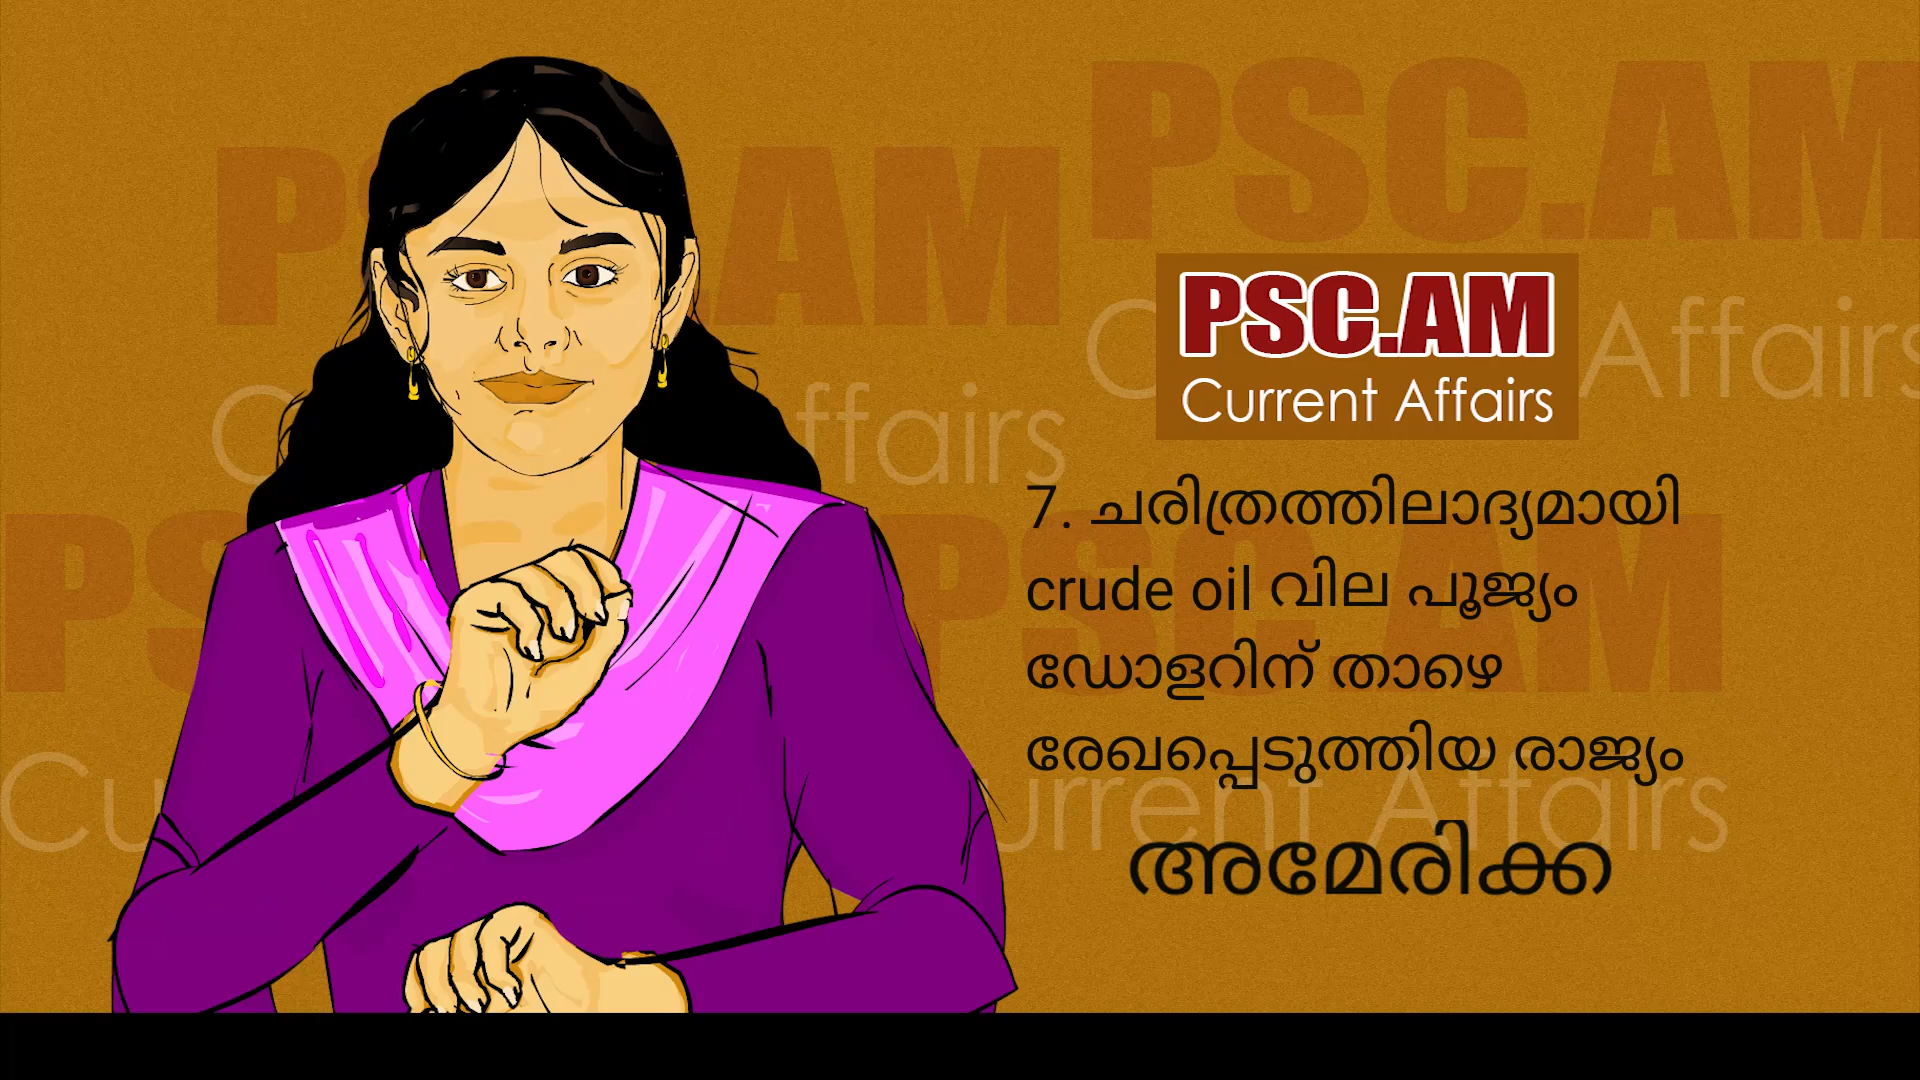 PSC.AM
Current Affairs
7. ചരിത്രത്തിലാദ്യമായി
crude oil വില പൂജ്യം
ഡോളറിന് താഴെ
രേഖപ്പെടുത്തിയ രാജ്യം
അമേരിക്ക